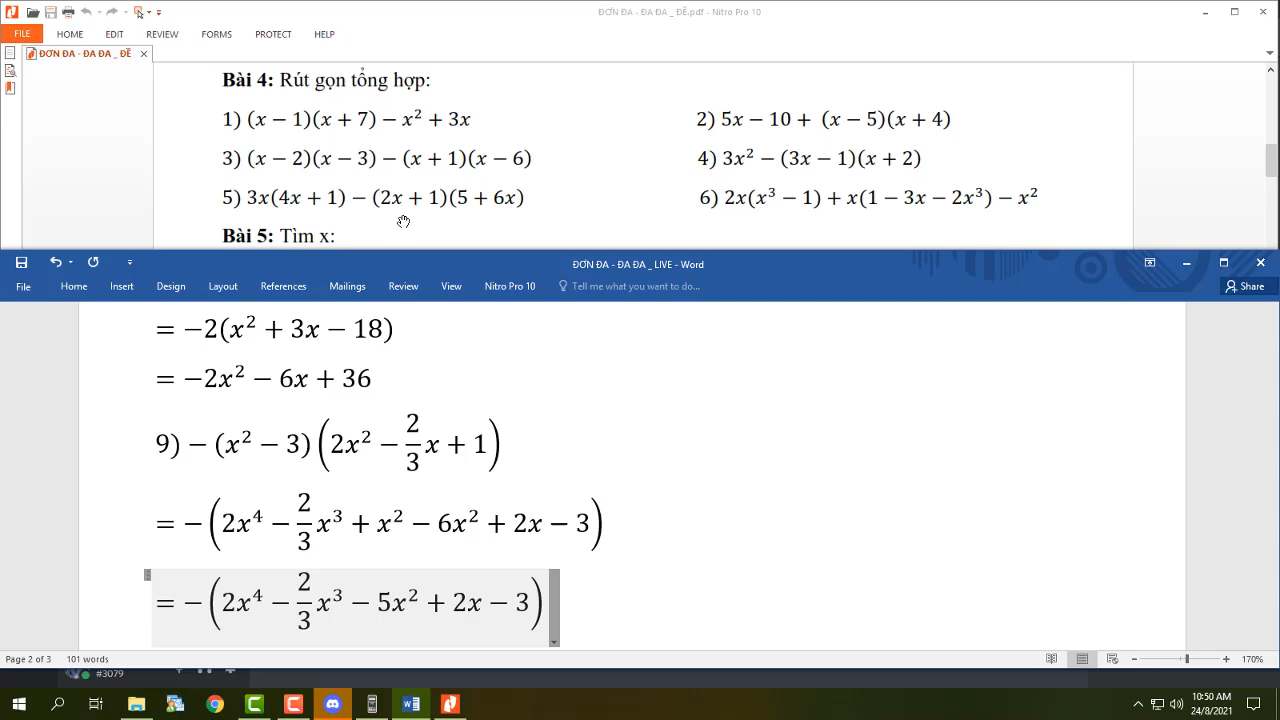 ĐƠN ĐA - ĐA ĐA _ ĐỀ.pdf - Nitro Pro 10
FILE HOME EDIT REVIEW FORMS PROTECT HELP
ĐƠN ĐA - ĐA ĐA _ ĐỀ
Bài 4: Rút gọn tổng hợp:
1) (x − 1)(x + 7) − x² + 3x 2) 5x − 10 + (x − 5)(x + 4)
3) (x − 2)(x − 3) − (x + 1)(x − 6) 4) 3x² − (3x − 1)(x + 2)
5) 3x(4x + 1) − (2x + 1)(5 + 6x) 6) 2x(x³ − 1) + x(1 − 3x − 2x³) − x²
Bài 5: Tìm x:
ĐƠN ĐA - ĐA ĐA _ LIVE - Word
File Home Insert Design Layout References Mailings Review View Nitro Pro 10 Tell me what you want to do... Share
= −2(x² + 3x − 18)
= −2x² − 6x + 36
9) − (x² − 3)(2x² − 2/3 x + 1)
= −(2x⁴ − 2/3 x³ + x² − 6x² + 2x − 3)
= −(2x⁴ − 2/3 x³ − 5x² + 2x − 3)
Page 2 of 3 101 words 170%
#3079
10:50 AM
24/8/2021